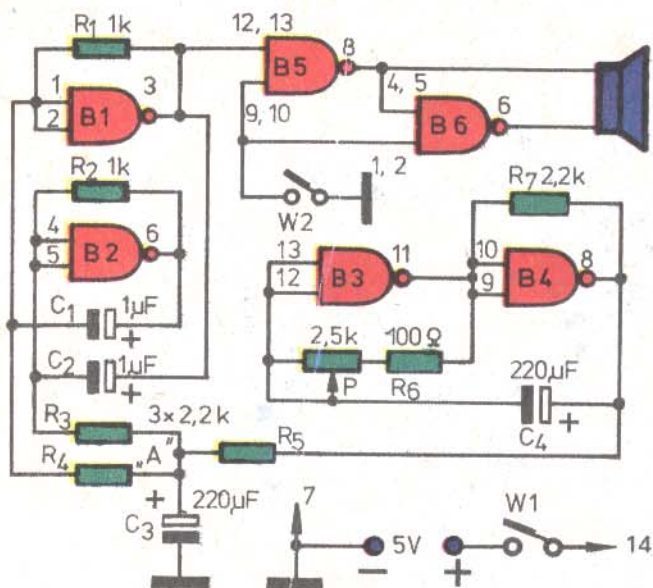 R1 1k
12, 13
8
B5
1
2
3
B1
4, 5
9, 10
B6
6
1, 2
W2
R2 1k
4
5
6
B2
R7 2,2k
13
12
11
B3
10
9
8
B4
C1 1µF
+
C2 1µF
+
2,5k
100Ω
P
R6
220µF
C4 +
R3
3×2,2k
R4
„A”
R5
+
220µF
C3
7
5V
−
+
W1
14